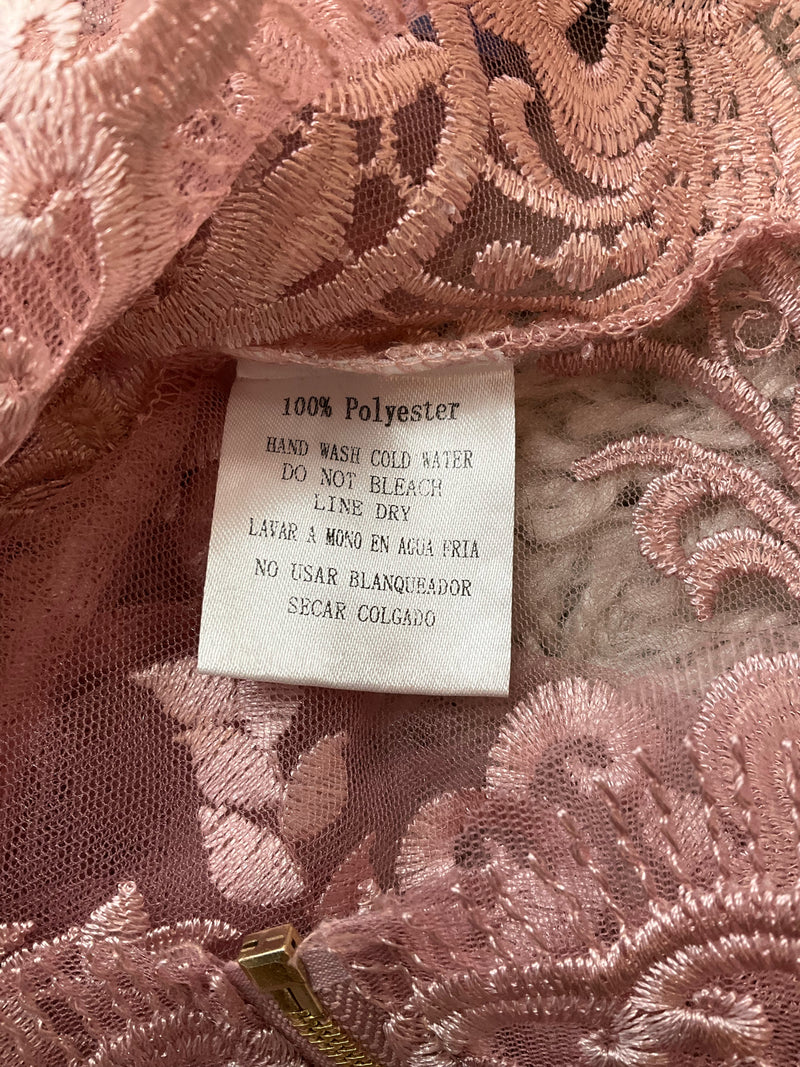 100% Polyester
HAND WASH COLD WATER
DO NOT BLEACH
LINE DRY
LAVAR A MONO EN AGUA FRIA
NO USAR BLANQUEADOR
SECAR COLGADO